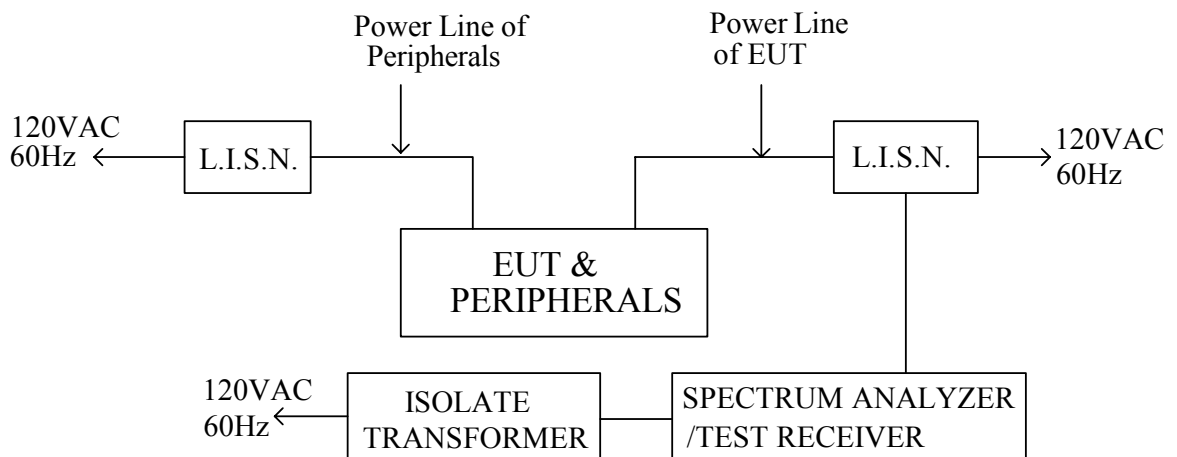 Power Line of
Peripherals
Power Line
of EUT
120VAC
60Hz
L.I.S.N.
L.I.S.N.
120VAC
60Hz
EUT &
PERIPHERALS
120VAC
60Hz
ISOLATE
TRANSFORMER
SPECTRUM ANALYZER
/TEST RECEIVER